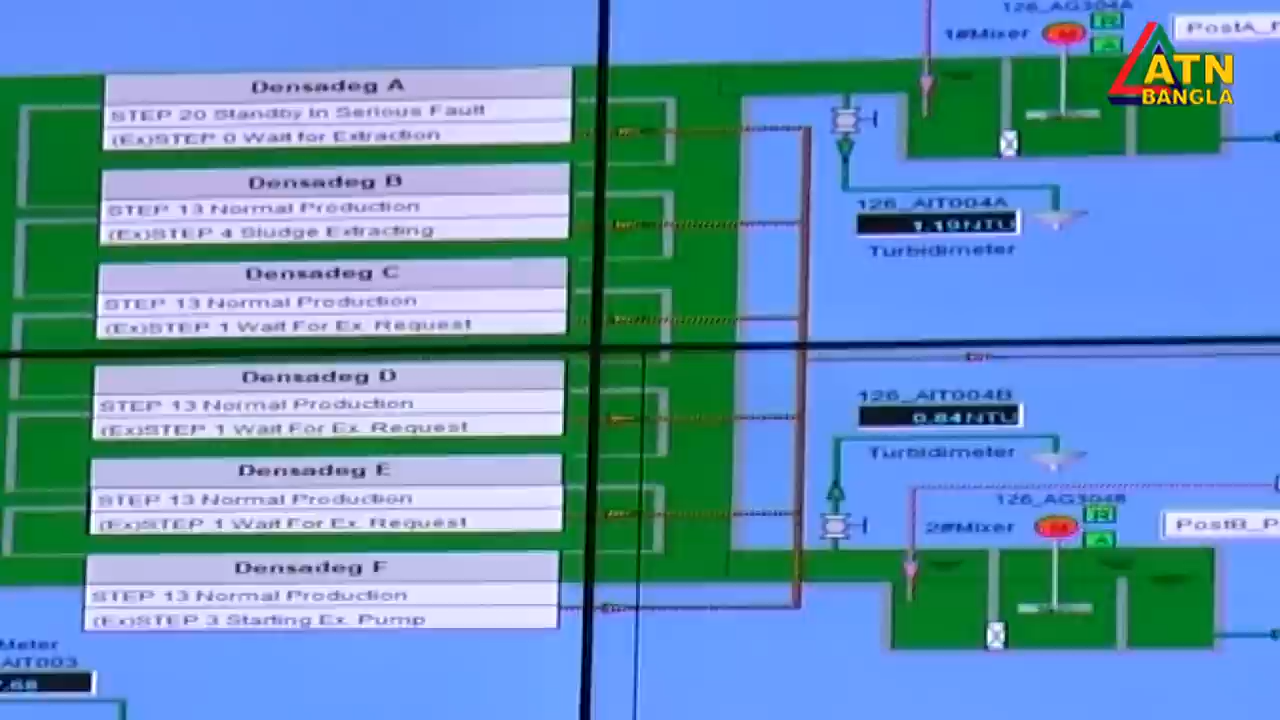 126_AG304A
1#Mixer
M
R
A
PostA_
ATN
BANGLA
Densadeg A
STEP 20 Standby In Serious Fault
(Ex)STEP 0 Wait for Extraction
Densadeg B
STEP 13 Normal Production
(Ex)STEP 4 Sludge Extracting
126_AIT004A
1.19NTU
Turbidimeter
Densadeg C
STEP 13 Normal Production
(Ex)STEP 1 Wait For Ex. Request
Densadeg D
STEP 13 Normal Production
(Ex)STEP 1 Wait For Ex. Request
126_AIT004B
0.84NTU
Turbidimeter
Densadeg E
STEP 13 Normal Production
(Ex)STEP 1 Wait For Ex. Request
126_AG304B
2#Mixer
M
R
A
PostB_P
Densadeg F
STEP 13 Normal Production
(Ex)STEP 3 Starting Ex. Pump
Meter
AIT003
.68